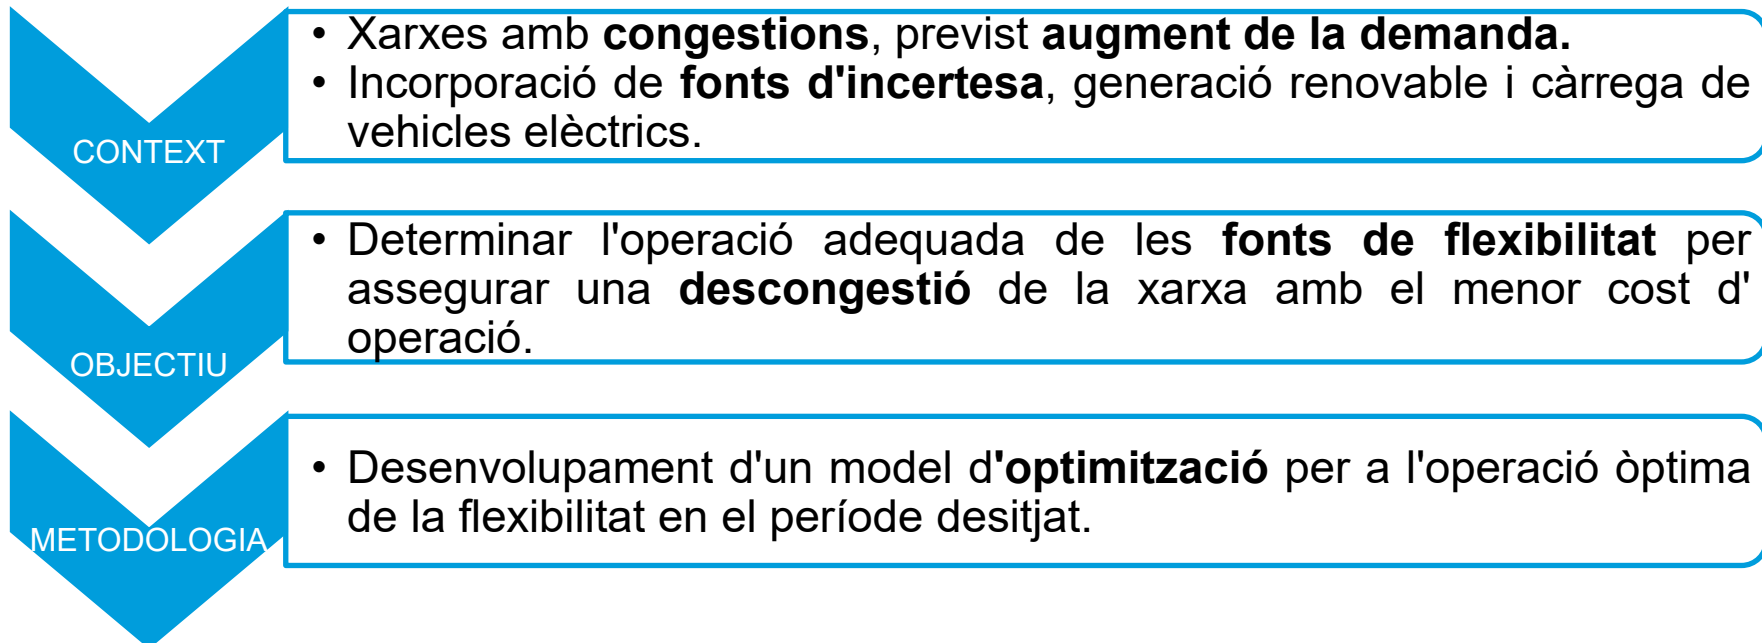 CONTEXT
• Xarxes amb congestions, previst augment de la demanda.
• Incorporació de fonts d'incertesa, generació renovable i càrrega de
vehicles elèctrics.
OBJECTIU
• Determinar l'operació adequada de les fonts de flexibilitat per
assegurar una descongestió de la xarxa amb el menor cost d'
operació.
METODOLOGIA
• Desenvolupament d'un model d'optimització per a l'operació òptima
de la flexibilitat en el període desitjat.